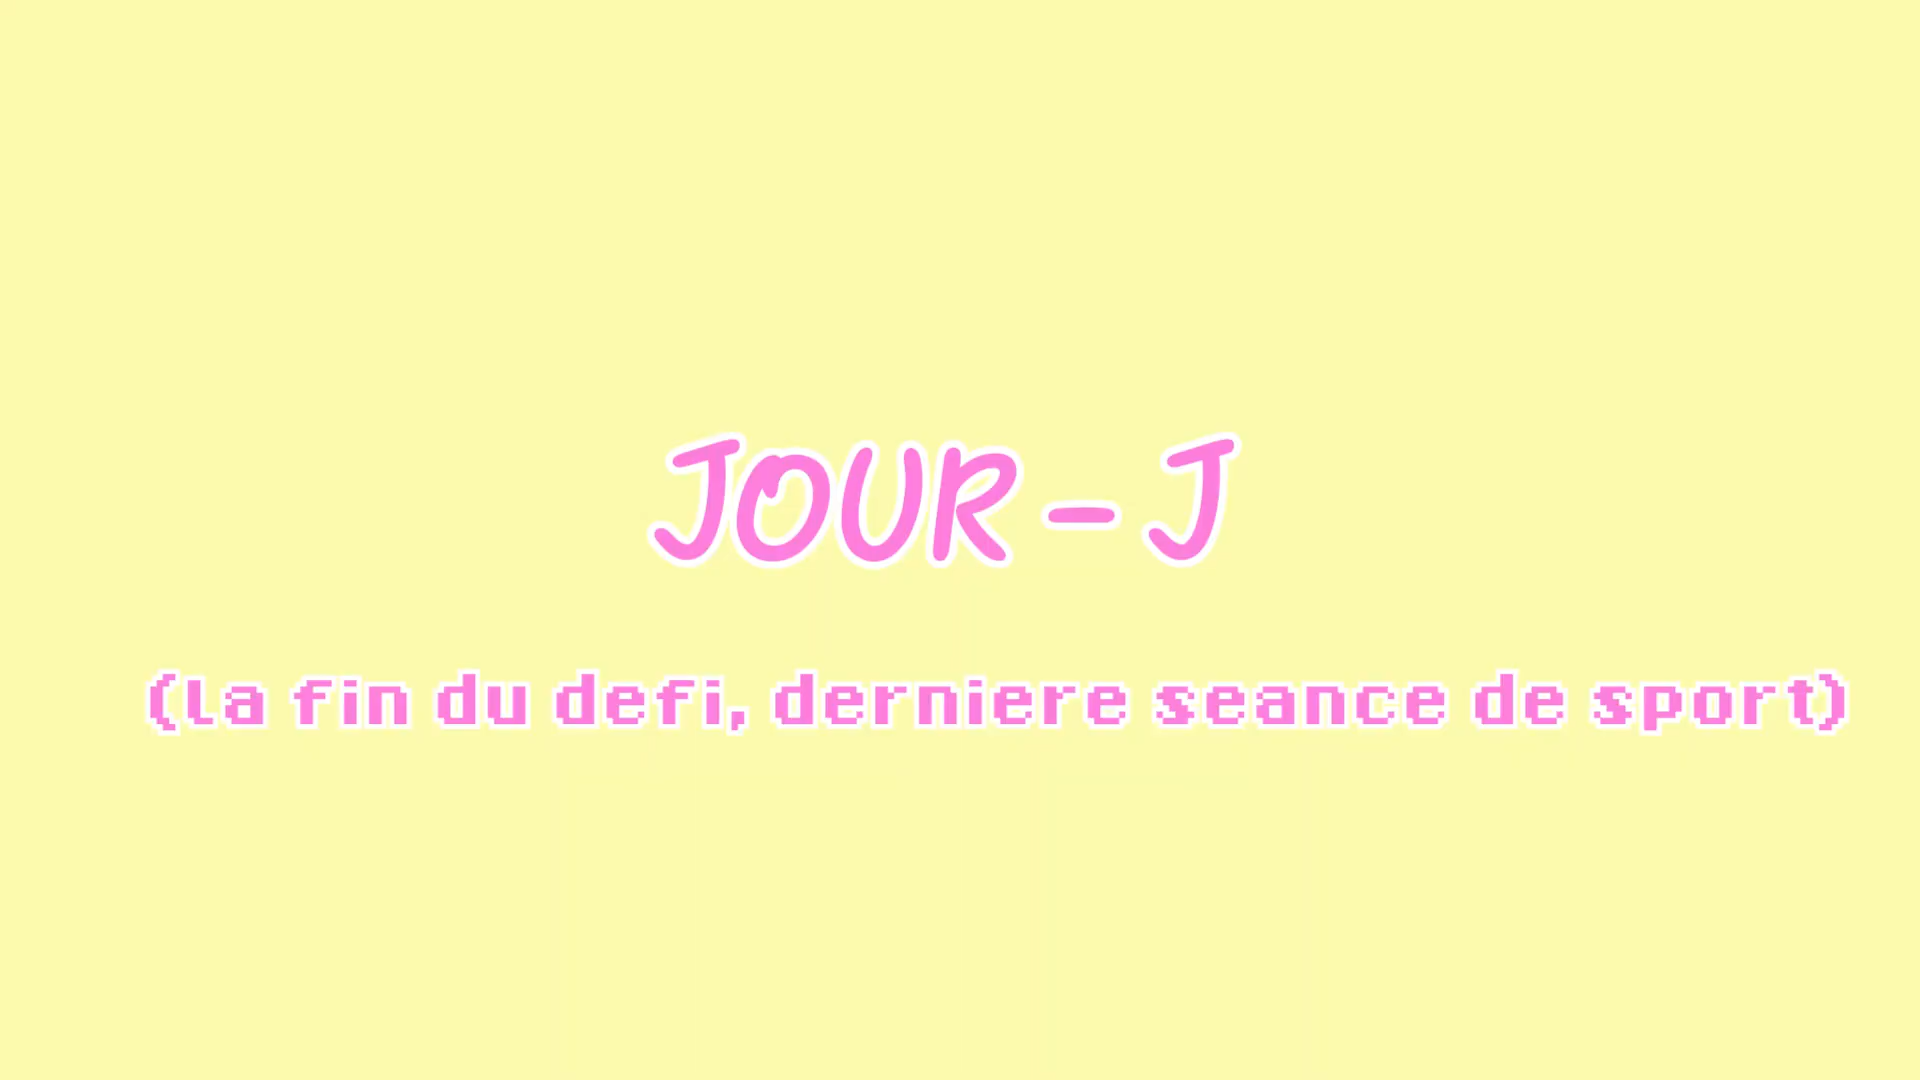 JOUR - J
(la fin du defi, derniere seance de sport)